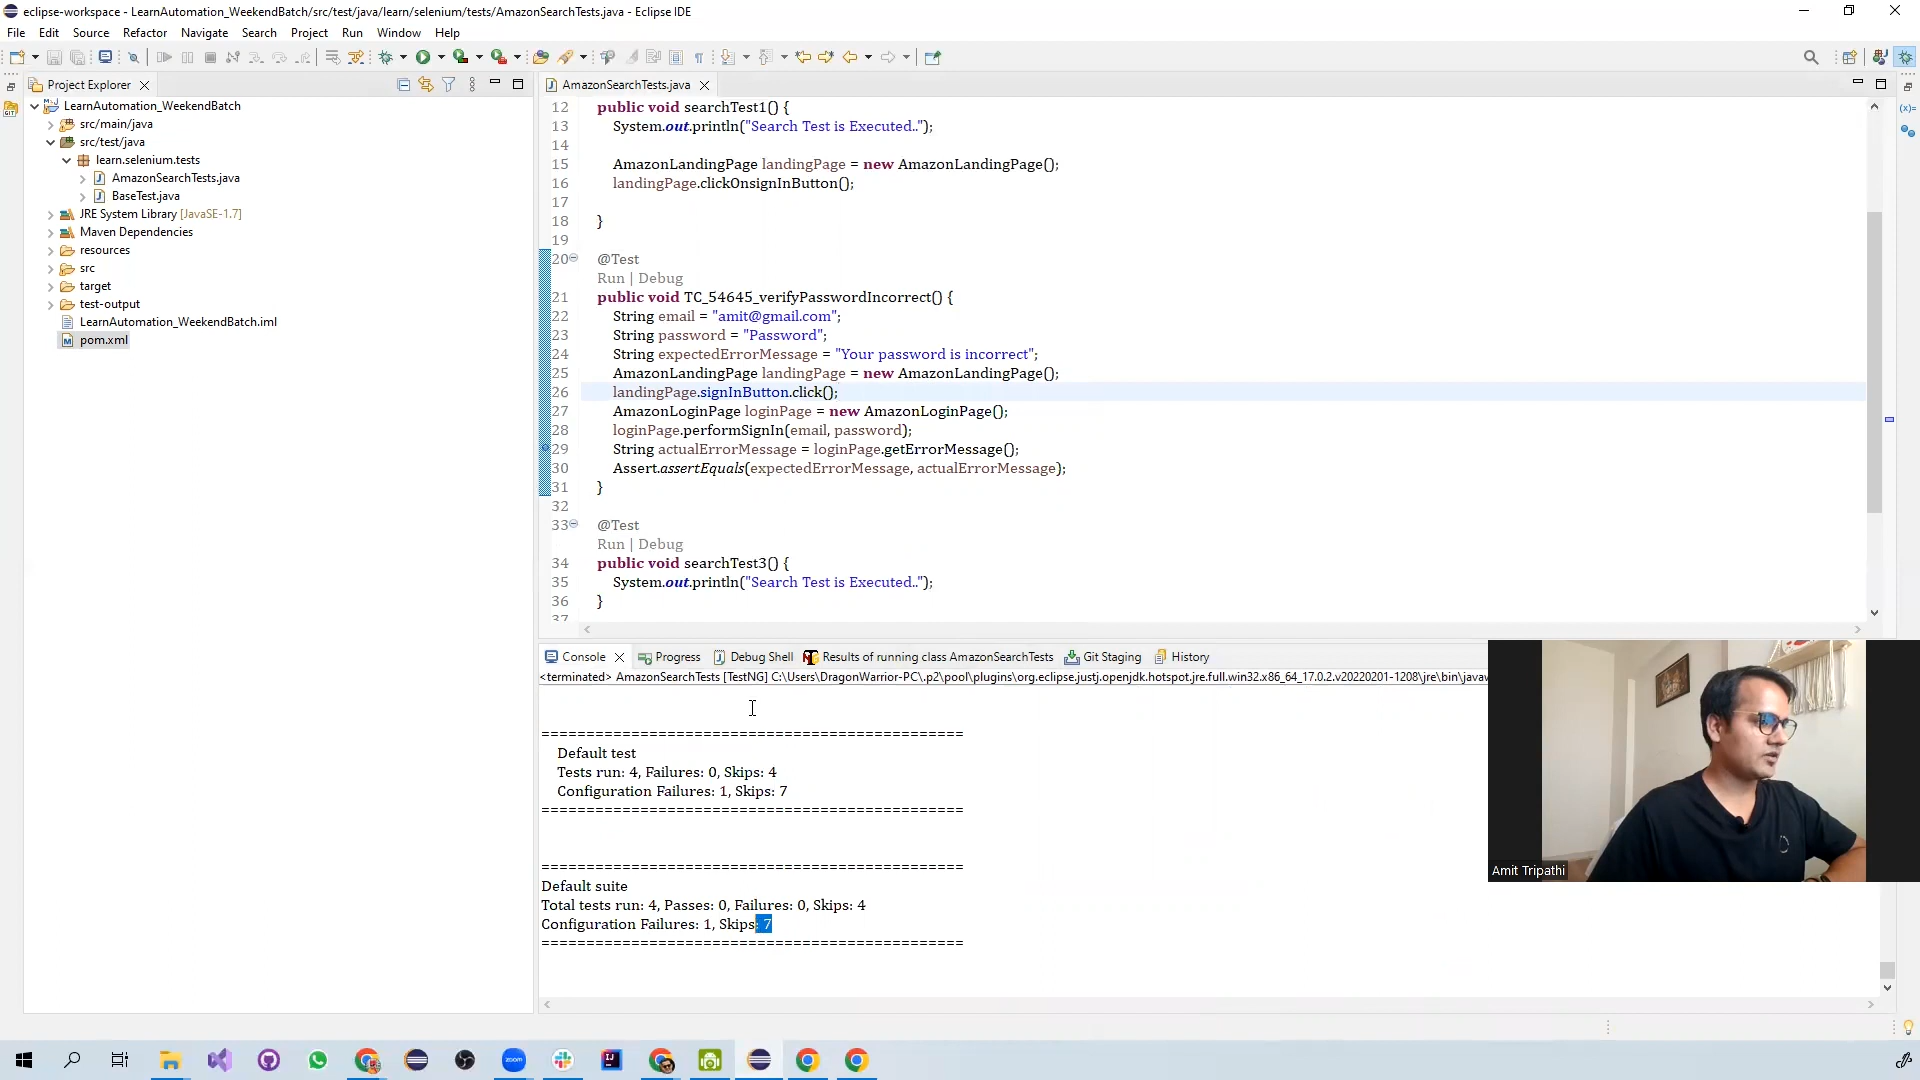 eclipse-workspace - LearnAutomation_WeekendBatch/src/test/java/learn/selenium/tests/AmazonSearchTests.java - Eclipse IDE
File Edit Source Refactor Navigate Search Project Run Window Help
Project Explorer
LearnAutomation_WeekendBatch
src/main/java
src/test/java
learn.selenium.tests
AmazonSearchTests.java
BaseTest.java
JRE System Library [JavaSE-1.7]
Maven Dependencies
resources
src
target
test-output
LearnAutomation_WeekendBatch.iml
pom.xml
AmazonSearchTests.java
12 public void searchTest1() {
13 System.out.println("Search Test is Executed..");
14
15 AmazonLandingPage landingPage = new AmazonLandingPage();
16 landingPage.clickOnsignInButton();
17
18 }
19
20 @Test
Run | Debug
21 public void TC_54645_verifyPasswordIncorrect() {
22 String email = "amit@gmail.com";
23 String password = "Password";
24 String expectedErrorMessage = "Your password is incorrect";
25 AmazonLandingPage landingPage = new AmazonLandingPage();
26 landingPage.signInButton.click();
27 AmazonLoginPage loginPage = new AmazonLoginPage();
28 loginPage.performSignIn(email, password);
29 String actualErrorMessage = loginPage.getErrorMessage();
30 Assert.assertEquals(expectedErrorMessage, actualErrorMessage);
31 }
32
33 @Test
Run | Debug
34 public void searchTest3() {
35 System.out.println("Search Test is Executed..");
36 }
37
Console Progress Debug Shell Results of running class AmazonSearchTests Git Staging History
<terminated> AmazonSearchTests [TestNG] C:\Users\DragonWarrior-PC\.p2\pool\plugins\org.eclipse.justj.openjdk.hotspot.jre.full.win32.x86_64_17.0.2.v20220201-1208\jre\bin\javav
===============================================
Default test
Tests run: 4, Failures: 0, Skips: 4
Configuration Failures: 1, Skips: 7
===============================================
===============================================
Default suite
Total tests run: 4, Passes: 0, Failures: 0, Skips: 4
Configuration Failures: 1, Skips: 7
===============================================
Amit Tripathi
zoom